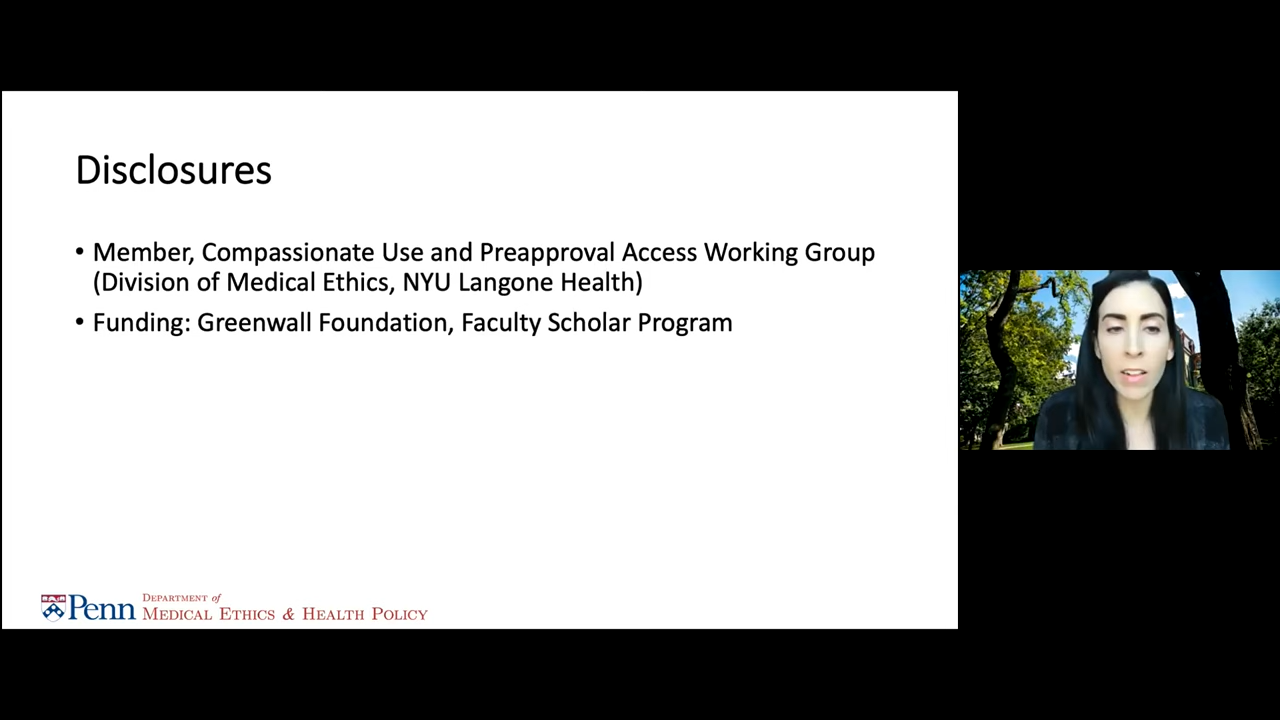 Disclosures
• Member, Compassionate Use and Preapproval Access Working Group
(Division of Medical Ethics, NYU Langone Health)
• Funding: Greenwall Foundation, Faculty Scholar Program
Penn
DEPARTMENT of
MEDICAL ETHICS & HEALTH POLICY